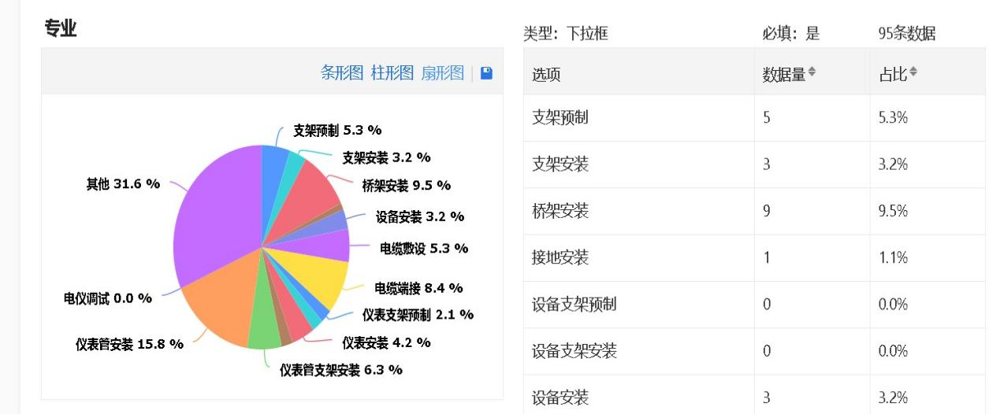 专业
条形图 柱形图 扇形图
支架预制 5.3 %
支架安装 3.2 %
桥架安装 9.5 %
设备安装 3.2 %
电缆敷设 5.3 %
电缆端接 8.4 %
仪表支架预制 2.1 %
仪表安装 4.2 %
仪表管支架安装 6.3 %
仪表管安装 15.8 %
电仪调试 0.0 %
其他 31.6 %
类型：下拉框 必填：是 95条数据
选项 数据量 占比
支架预制 5 5.3%
支架安装 3 3.2%
桥架安装 9 9.5%
接地安装 1 1.1%
设备支架预制 0 0.0%
设备支架安装 0 0.0%
设备安装 3 3.2%